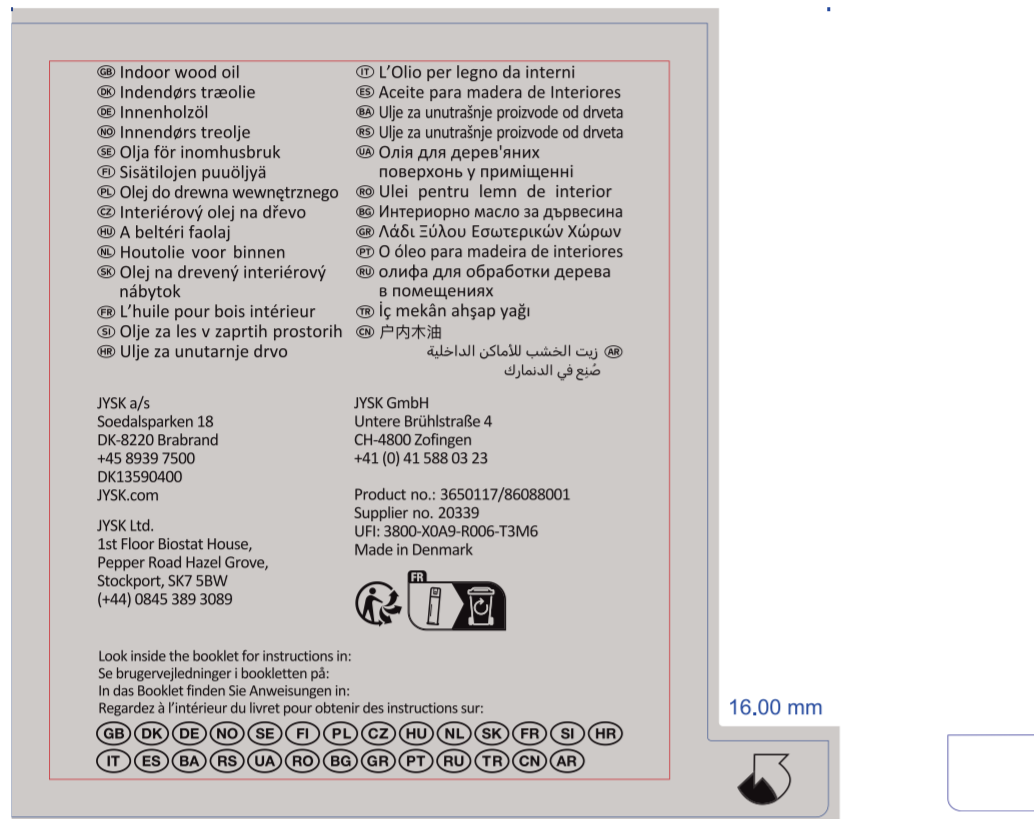 GB Indoor wood oil
DK Indendørs træolie
DE Innenholzöl
NO Innendørs treolje
SE Olja för inomhusbruk
FI Sisätilojen puuöljyä
PL Olej do drewna wewnętrznego
CZ Interiérový olej na dřevo
HU A beltéri faolaj
NL Houtolie voor binnen
SK Olej na drevený interiérový
nábytok
FR L'huile pour bois intérieur
SI Olje za les v zaprtih prostorih
HR Ulje za unutarnje drvo
IT L'Olio per legno da interni
ES Aceite para madera de Interiores
BA Ulje za unutrašnje proizvode od drveta
RS Ulje za unutrašnje proizvode od drveta
UA Олія для дерев'яних
поверхонь у приміщенні
RO Ulei pentru lemn de interior
BG Интериорно масло за дървесина
GR Λάδι Ξύλου Εσωτερικών Χώρων
PT O óleo para madeira de interiores
RU олифа для обработки дерева
в помещениях
TR İç mekân ahşap yağı
CN 户内木油
AR زيت الخشب للأماكن الداخلية
صُنِع في الدنمارك
JYSK a/s
Soedalsparken 18
DK-8220 Brabrand
+45 8939 7500
DK13590400
JYSK.com
JYSK Ltd.
1st Floor Biostat House,
Pepper Road Hazel Grove,
Stockport, SK7 5BW
(+44) 0845 389 3089
JYSK GmbH
Untere Brühlstraße 4
CH-4800 Zofingen
+41 (0) 41 588 03 23
Product no.: 3650117/86088001
Supplier no. 20339
UFI: 3800-X0A9-R006-T3M6
Made in Denmark
FR
Look inside the booklet for instructions in:
Se brugervejledninger i bookletten på:
In das Booklet finden Sie Anweisungen in:
Regardez à l'intérieur du livret pour obtenir des instructions sur:
GB DK DE NO SE FI PL CZ HU NL SK FR SI HR
IT ES BA RS UA RO BG GR PT RU TR CN AR
16.00 mm